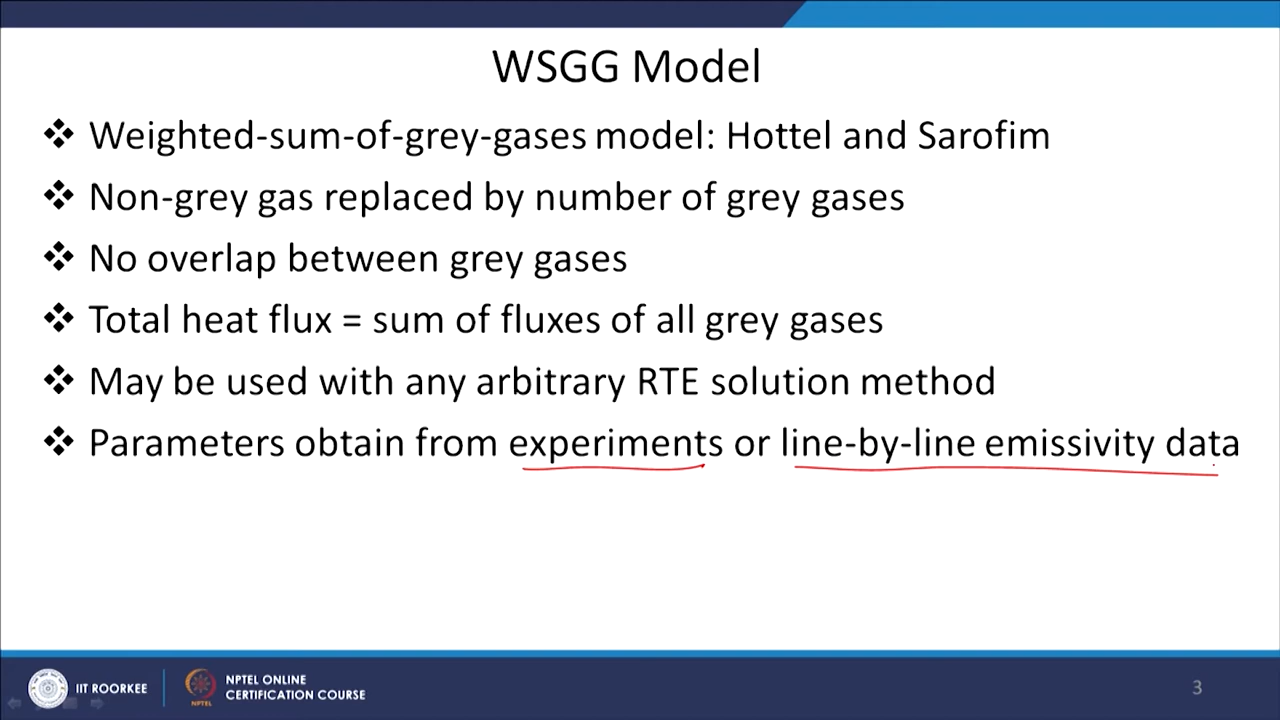 WSGG Model
❖ Weighted-sum-of-grey-gases model: Hottel and Sarofim
❖ Non-grey gas replaced by number of grey gases
❖ No overlap between grey gases
❖ Total heat flux = sum of fluxes of all grey gases
❖ May be used with any arbitrary RTE solution method
❖ Parameters obtain from experiments or line-by-line emissivity data
IIT ROORKEE
NPTEL
NPTEL ONLINE
CERTIFICATION COURSE
3